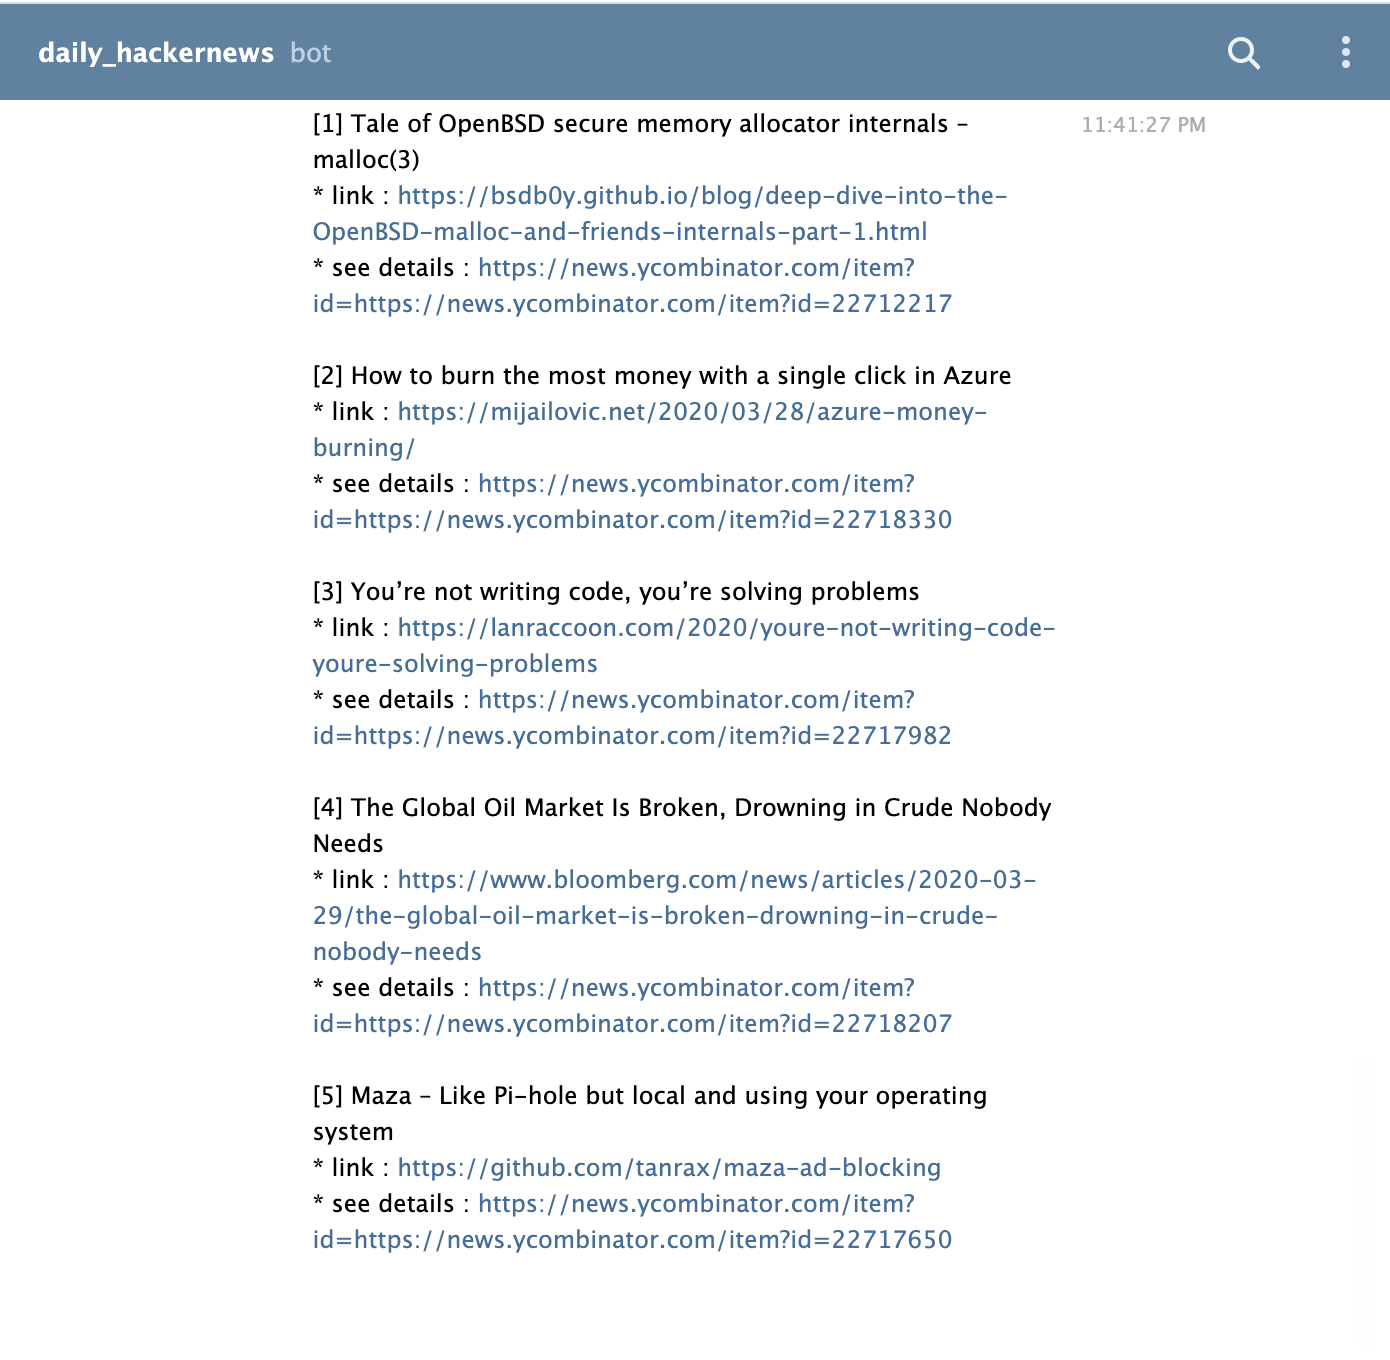 daily_hackernews bot
[1] Tale of OpenBSD secure memory allocator internals – 11:41:27 PM
malloc(3)
* link : https://bsdb0y.github.io/blog/deep-dive-into-the-
OpenBSD-malloc-and-friends-internals-part-1.html
* see details : https://news.ycombinator.com/item?
id=https://news.ycombinator.com/item?id=22712217
[2] How to burn the most money with a single click in Azure
* link : https://mijailovic.net/2020/03/28/azure-money-
burning/
* see details : https://news.ycombinator.com/item?
id=https://news.ycombinator.com/item?id=22718330
[3] You’re not writing code, you’re solving problems
* link : https://lanraccoon.com/2020/youre-not-writing-code-
youre-solving-problems
* see details : https://news.ycombinator.com/item?
id=https://news.ycombinator.com/item?id=22717982
[4] The Global Oil Market Is Broken, Drowning in Crude Nobody
Needs
* link : https://www.bloomberg.com/news/articles/2020-03-
29/the-global-oil-market-is-broken-drowning-in-crude-
nobody-needs
* see details : https://news.ycombinator.com/item?
id=https://news.ycombinator.com/item?id=22718207
[5] Maza – Like Pi-hole but local and using your operating
system
* link : https://github.com/tanrax/maza-ad-blocking
* see details : https://news.ycombinator.com/item?
id=https://news.ycombinator.com/item?id=22717650